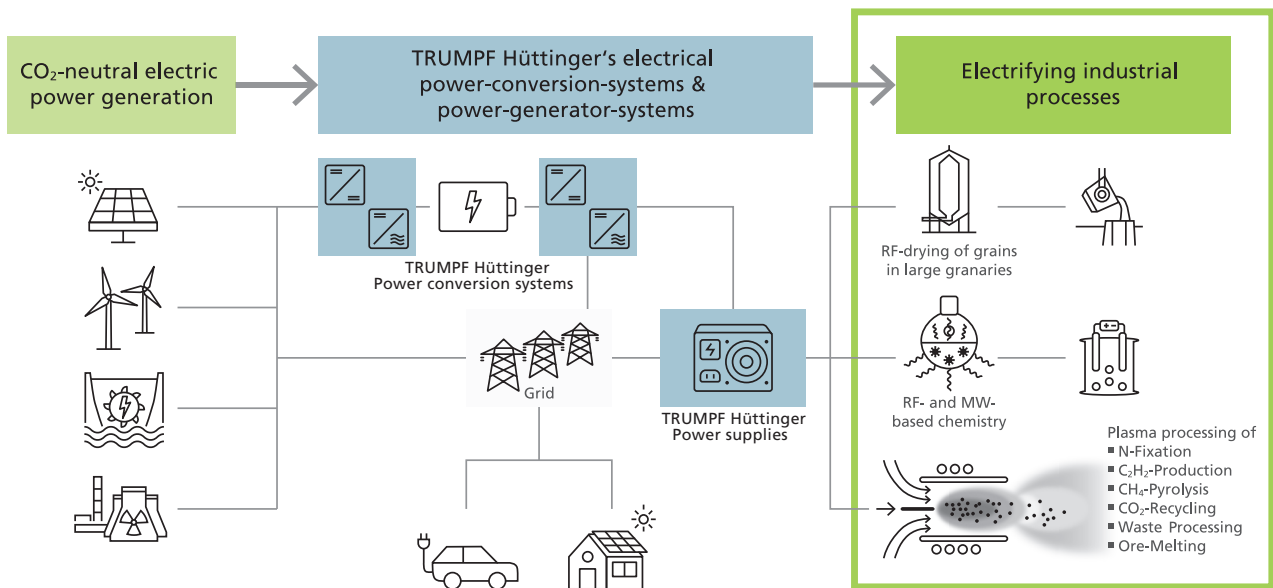 CO₂-neutral electric
power generation
TRUMPF Hüttinger's electrical
power-conversion-systems &
power-generator-systems
Electrifying industrial
processes
TRUMPF Hüttinger
Power conversion systems
Grid
TRUMPF Hüttinger
Power supplies
RF-drying of grains
in large granaries
RF- and MW-
based chemistry
Plasma processing of
▪ N-Fixation
▪ C₂H₂-Production
▪ CH₄-Pyrolysis
▪ CO₂-Recycling
▪ Waste Processing
▪ Ore-Melting